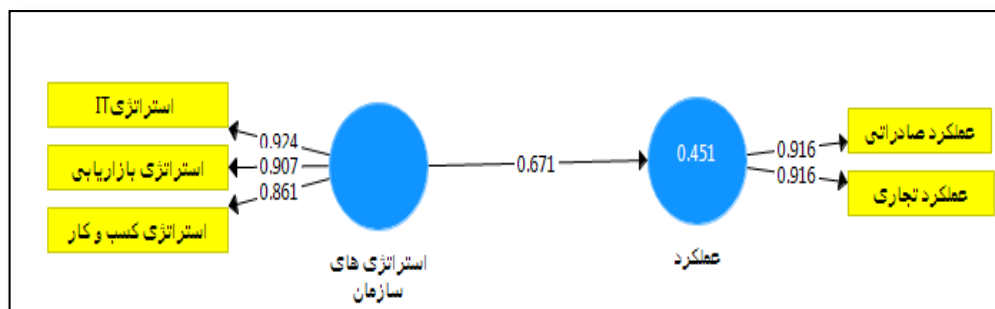 استراتژیIT
استراتژی بازاریابی
استراتژی کسب و کار
0.924
0.907
0.861
استراتژی های
سازمان
0.671
0.451
عملکرد
0.916
0.916
عملکرد صادراتی
عملکرد تجاری